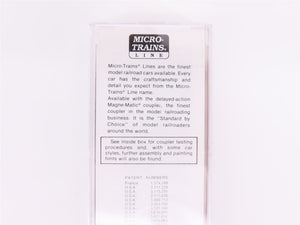 MICRO-
TRAINS®
LINE
Micro-Trains® Lines are the finest
model railroad cars available. Every
car has the craftmanship and
detail you expect from the Micro-
Trains® Line name.
Available with the delayed-action
Magne-Matic® coupler, the finest
coupler in the model railroading
business. It is the "Standard by
Choice" of model railroaders
around the world.
See inside box for coupler testing
procedures and, with some car
styles, further assembly and painting
hints will also be found.
PATENT NUMBERS
France
U.S.A.
U.S.A.
U.S.A.
U.S.A.
U.S.A.
U.S.A.
U.S.A.